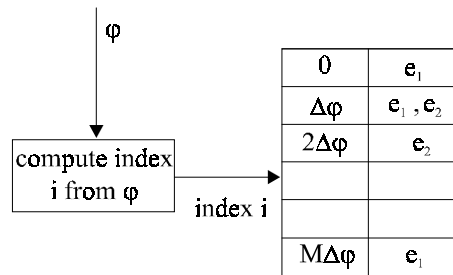 φ
compute index
i from φ
index i
0 e₁
Δφ e₁ , e₂
2Δφ e₂
MΔφ e₁